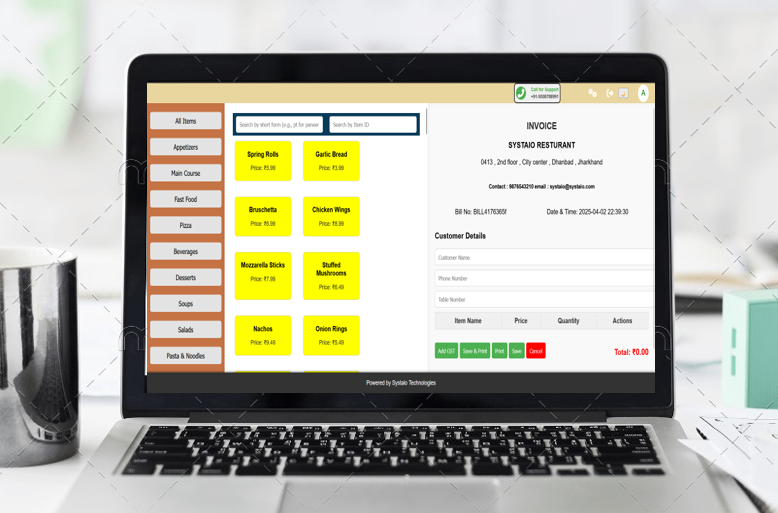 Call for Support
A
All Items
Appetizers
Main Course
Fast Food
Pizza
Beverages
Desserts
Soups
Salads
Pasta & Noodles
Search by short form (e.g., pt for paneer
Search by Item ID
Spring Rolls
Price: ₹5.99
Garlic Bread
Price: ₹3.99
Bruschetta
Price: ₹6.99
Chicken Wings
Price: ₹8.99
Mozzarella Sticks
Price: ₹7.99
Stuffed
Mushrooms
Price: ₹6.49
Nachos
Price: ₹9.49
Onion Rings
Price: ₹5.49
INVOICE
SYSTAIO RESTURANT
0413 , 2nd floor , City center , Dhanbad , Jharkhand
Contact : 9876543210 email : systaio@systaio.com
Bill No: BILL4176365f
Date & Time: 2025-04-02 22:39:30
Customer Details
Customer Name
Phone Number
Table Number
Item Name Price Quantity Actions
Add GST Save & Print Print Save Cancel
Total: ₹0.00
Powered by Systaio Technologies